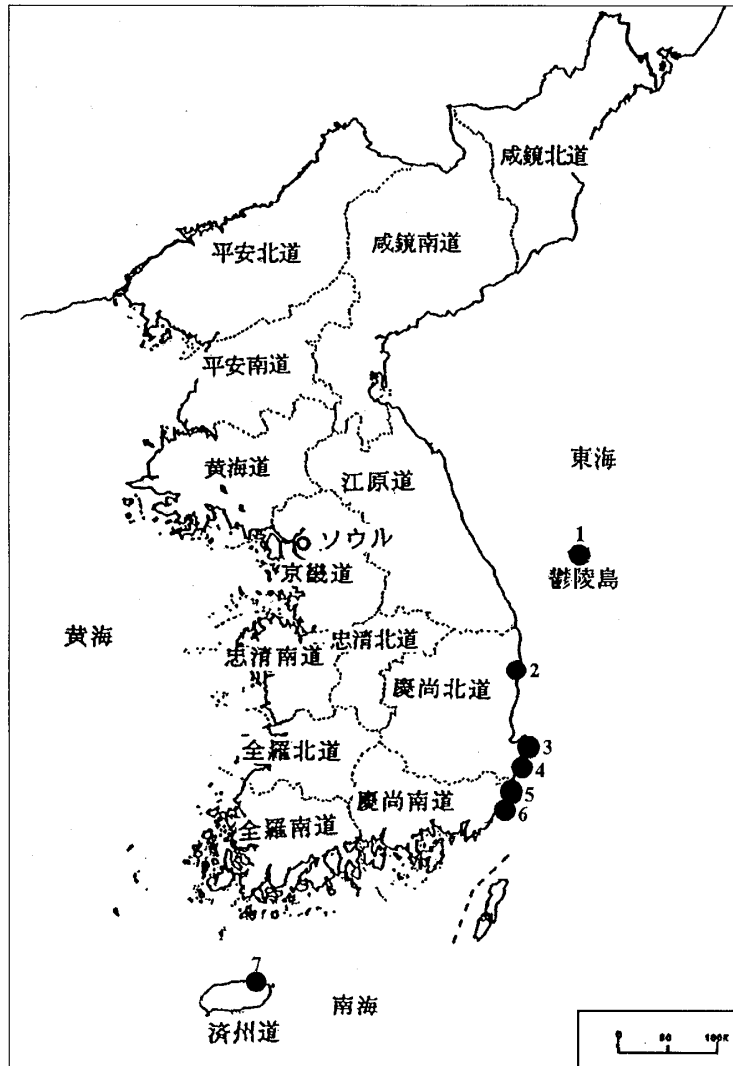 咸鏡北道
咸鏡南道
平安北道
平安南道
黄海道
江原道
東海
1
鬱陵島
ソウル
京畿道
黄海
忠清北道
忠清南道
2
慶尚北道
3
全羅北道
4
慶尚南道
5
6
全羅南道
7
南海
済州道
0 50 100K